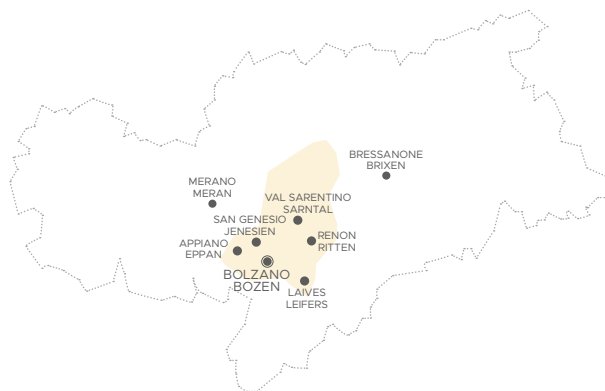 BRESSANONE
BRIXEN
MERANO
MERAN
VAL SARENTINO
SARNTAL
SAN GENESIO
JENESIEN
RENON
RITTEN
APPIANO
EPPAN
BOLZANO
BOZEN
LAIVES
LEIFERS